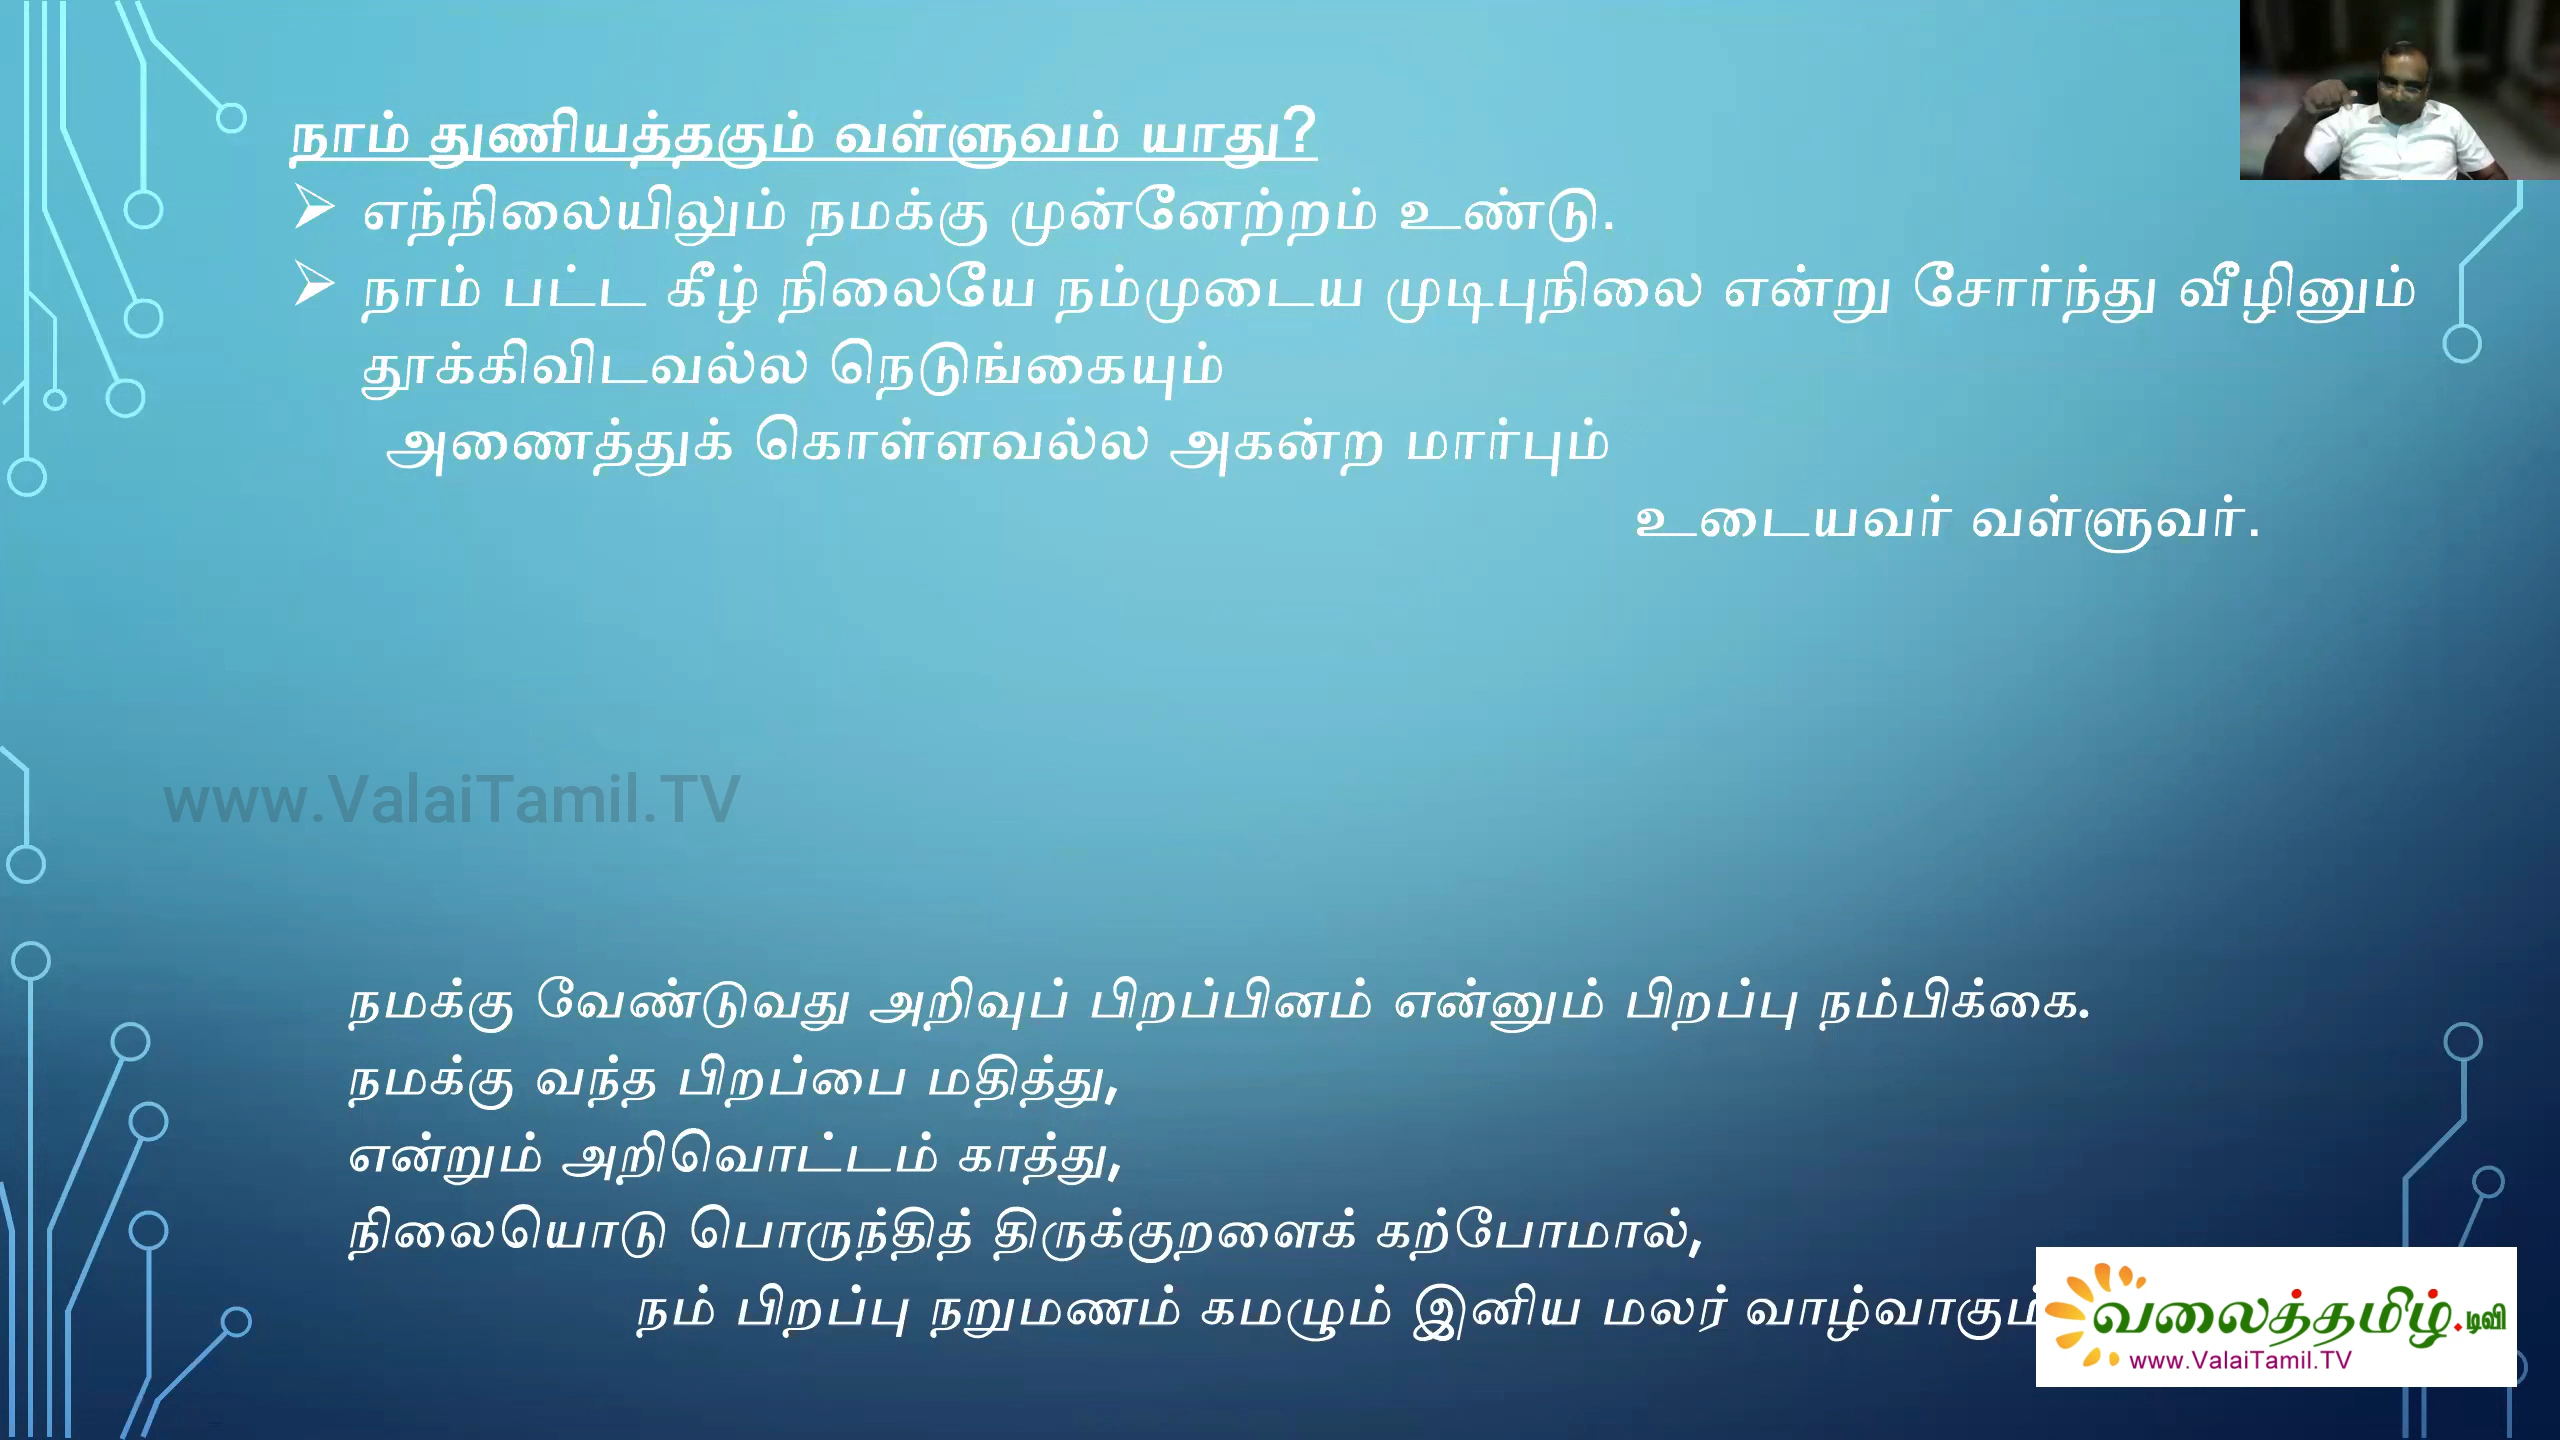 நாம் துணியத்தகும் வள்ளுவம் யாது?
➢ எந்நிலையிலும் நமக்கு முன்னேற்றம் உண்டு.
➢ நாம் பட்ட கீழ் நிலையே நம்முடைய முடிபுநிலை என்று சோர்ந்து வீழினும்
தூக்கிவிடவல்ல நெடுங்கையும்
அணைத்துக் கொள்ளவல்ல அகன்ற மார்பும்
உடையவர் வள்ளுவர்.
www.ValaiTamil.TV
நமக்கு வேண்டுவது அறிவுப் பிறப்பினம் என்னும் பிறப்பு நம்பிக்கை.
நமக்கு வந்த பிறப்பை மதித்து,
என்றும் அறிவொட்டம் காத்து,
நிலையொடு பொருந்தித் திருக்குறளைக் கற்போமால்,
நம் பிறப்பு நறுமணம் கமழும் இனிய மலர் வாழ்வாகும்
வலைத்தமிழ்.டிவி
www.ValaiTamil.TV